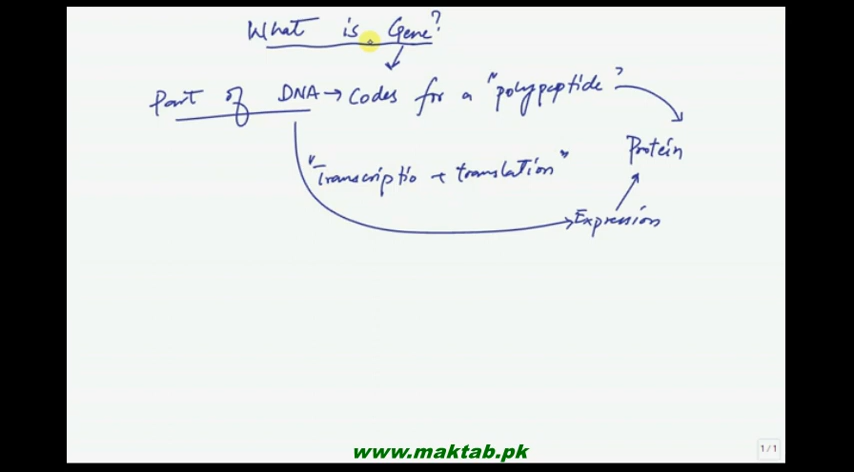 What is Gene?
Part of DNA → Codes for a "polypeptide"
Protein
"Transcriptio + translation"
Expression
1/1
www.maktab.pk